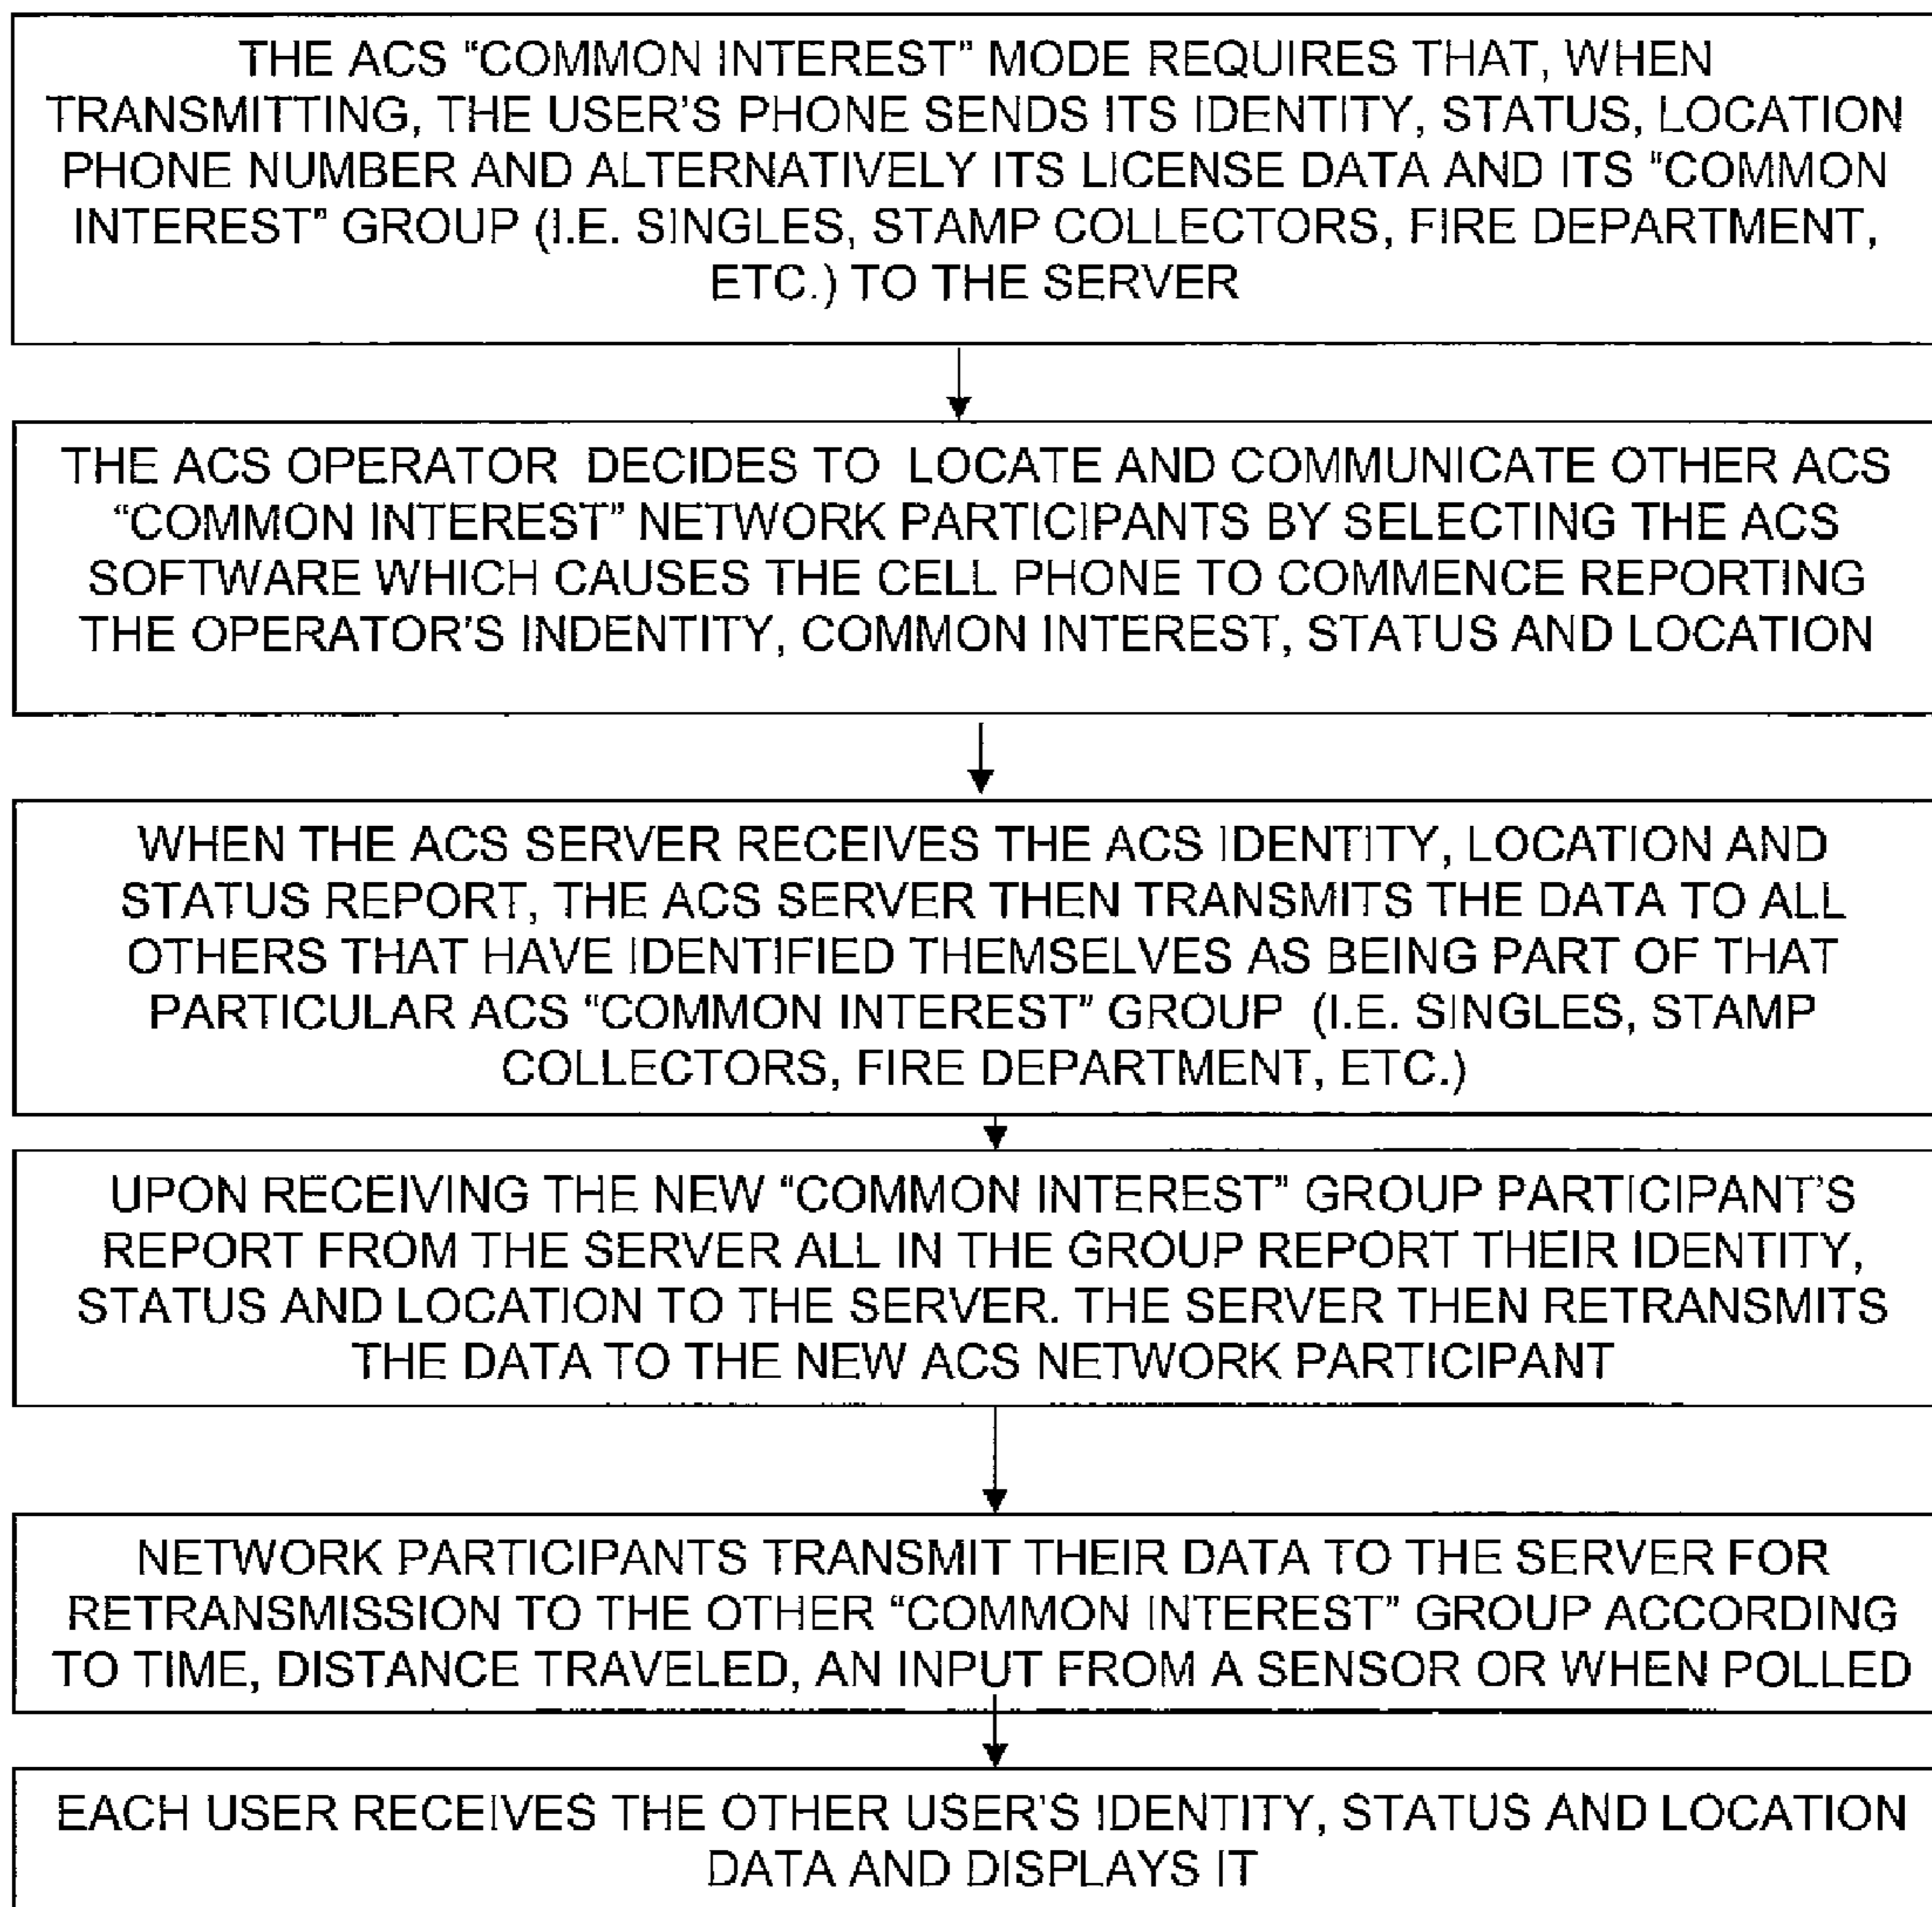 THE ACS "COMMON INTEREST" MODE REQUIRES THAT, WHEN
TRANSMITTING, THE USER'S PHONE SENDS ITS IDENTITY, STATUS, LOCATION
PHONE NUMBER AND ALTERNATIVELY ITS LICENSE DATA AND ITS "COMMON
INTEREST" GROUP (I.E. SINGLES, STAMP COLLECTORS, FIRE DEPARTMENT,
ETC.) TO THE SERVER
THE ACS OPERATOR DECIDES TO LOCATE AND COMMUNICATE OTHER ACS
"COMMON INTEREST" NETWORK PARTICIPANTS BY SELECTING THE ACS
SOFTWARE WHICH CAUSES THE CELL PHONE TO COMMENCE REPORTING
THE OPERATOR'S INDENTITY, COMMON INTEREST, STATUS AND LOCATION
WHEN THE ACS SERVER RECEIVES THE ACS IDENTITY, LOCATION AND
STATUS REPORT, THE ACS SERVER THEN TRANSMITS THE DATA TO ALL
OTHERS THAT HAVE IDENTIFIED THEMSELVES AS BEING PART OF THAT
PARTICULAR ACS "COMMON INTEREST" GROUP (I.E. SINGLES, STAMP
COLLECTORS, FIRE DEPARTMENT, ETC.)
UPON RECEIVING THE NEW "COMMON INTEREST" GROUP PARTICIPANT'S
REPORT FROM THE SERVER ALL IN THE GROUP REPORT THEIR IDENTITY,
STATUS AND LOCATION TO THE SERVER. THE SERVER THEN RETRANSMITS
THE DATA TO THE NEW ACS NETWORK PARTICIPANT
NETWORK PARTICIPANTS TRANSMIT THEIR DATA TO THE SERVER FOR
RETRANSMISSION TO THE OTHER "COMMON INTEREST" GROUP ACCORDING
TO TIME, DISTANCE TRAVELED, AN INPUT FROM A SENSOR OR WHEN POLLED
EACH USER RECEIVES THE OTHER USER'S IDENTITY, STATUS AND LOCATION
DATA AND DISPLAYS IT